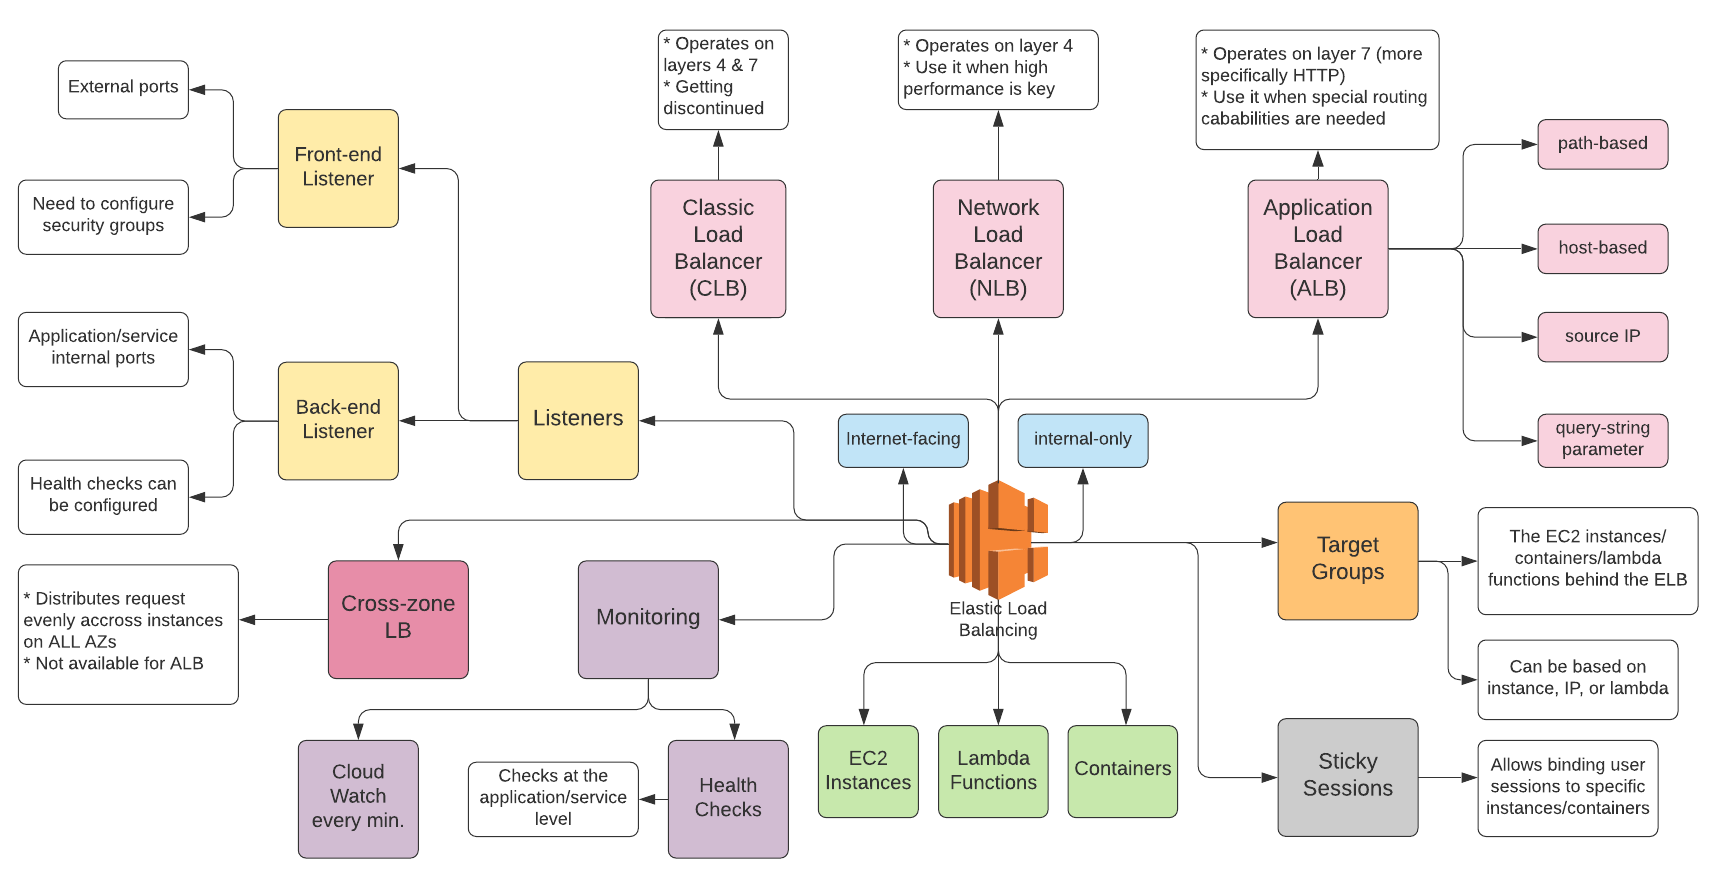 * Operates on
layers 4 & 7
* Getting
discontinued
* Operates on layer 4
* Use it when high
performance is key
* Operates on layer 7 (more
specifically HTTP)
* Use it when special routing
cababilities are needed
External ports
Front-end
Listener
Need to configure
security groups
Classic
Load
Balancer
(CLB)
Network
Load
Balancer
(NLB)
Application
Load
Balancer
(ALB)
path-based
host-based
source IP
query-string
parameter
Application/service
internal ports
Back-end
Listener
Listeners
Health checks can
be configured
Internet-facing
internal-only
Elastic Load
Balancing
Target
Groups
The EC2 instances/
containers/lambda
functions behind the ELB
Can be based on
instance, IP, or lambda
* Distributes request
evenly accross instances
on ALL AZs
* Not available for ALB
Cross-zone
LB
Monitoring
Cloud
Watch
every min.
Checks at the
application/service
level
Health
Checks
EC2
Instances
Lambda
Functions
Containers
Sticky
Sessions
Allows binding user
sessions to specific
instances/containers